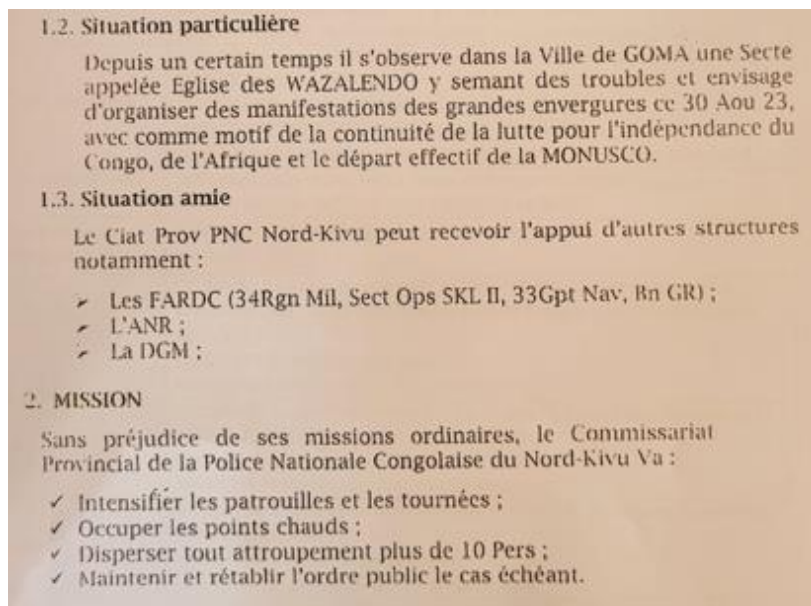 1.2. Situation particulière
Depuis un certain temps il s'observe dans la Ville de GOMA une Secte
appelée Eglise des WAZALENDO y semant des troubles et envisage
d'organiser des manifestations des grandes envergures ce 30 Aou 23,
avec comme motif de la continuité de la lutte pour l'indépendance du
Congo, de l'Afrique et le départ effectif de la MONUSCO.
1.3. Situation amie
Le Ciat Prov PNC Nord-Kivu peut recevoir l'appui d'autres structures
notamment :
➢ Les FARDC (34Rgn Mil, Sect Ops SKL II, 33Gpt Nav, Bn GR) ;
➢ L'ANR ;
➢ La DGM ;
2. MISSION
Sans préjudice de ses missions ordinaires, le Commissariat
Provincial de la Police Nationale Congolaise du Nord-Kivu Va :
✓ Intensifier les patrouilles et les tournées ;
✓ Occuper les points chauds ;
✓ Disperser tout attroupement plus de 10 Pers ;
✓ Maintenir et rétablir l'ordre public le cas échéant.